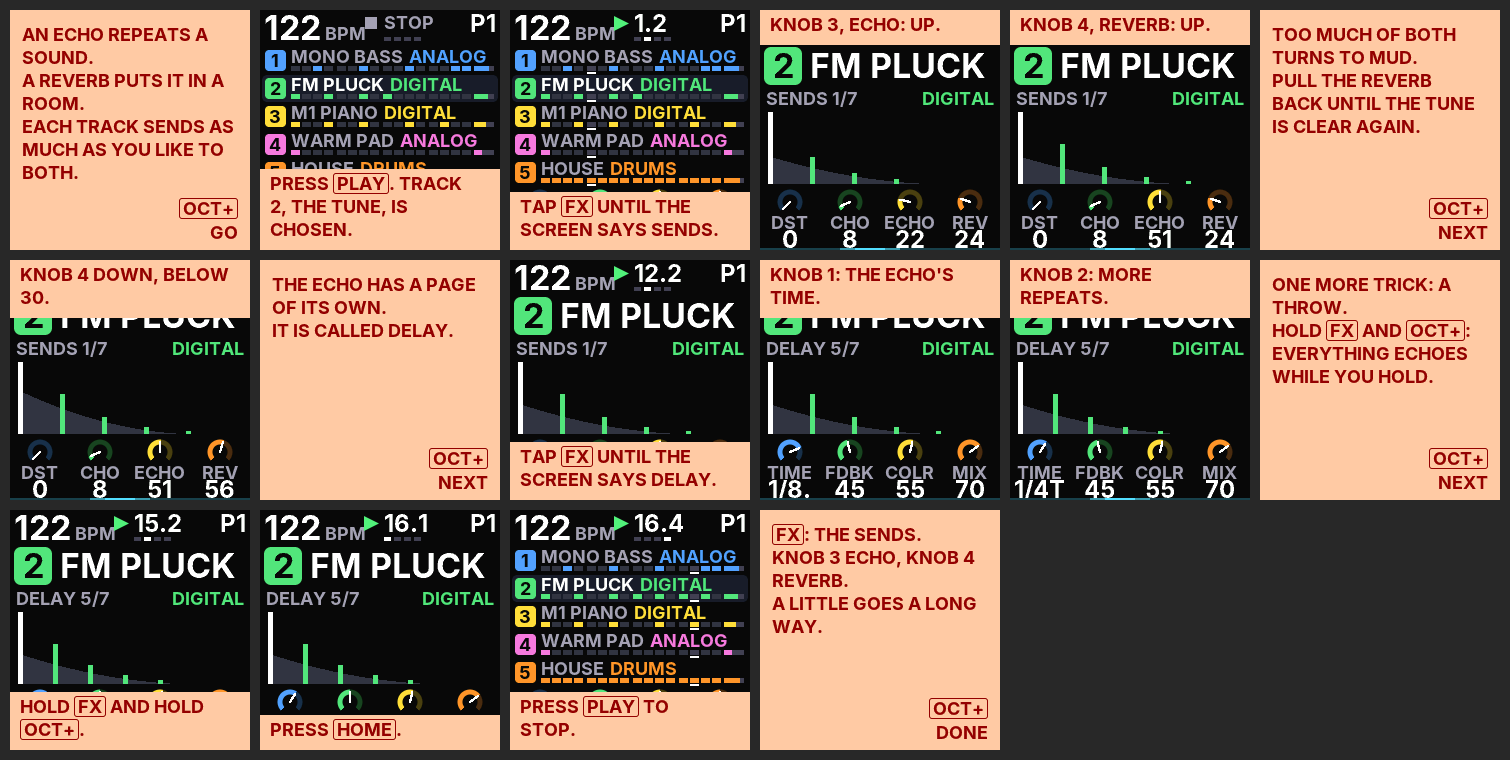 AN ECHO REPEATS A
SOUND.
A REVERB PUTS IT IN A
ROOM.
EACH TRACK SENDS AS
MUCH AS YOU LIKE TO
BOTH.
OCT+
GO
122 BPM STOP P1
1 MONO BASS ANALOG
2 FM PLUCK DIGITAL
3 M1 PIANO DIGITAL
4 WARM PAD ANALOG
HOUSE DRUMS
PRESS PLAY. TRACK
2, THE TUNE, IS
CHOSEN.
122 BPM 1.2 P1
1 MONO BASS ANALOG
2 FM PLUCK DIGITAL
3 M1 PIANO DIGITAL
4 WARM PAD ANALOG
5 HOUSE DRUMS
TAP FX UNTIL THE
SCREEN SAYS SENDS.
KNOB 3, ECHO: UP.
2 FM PLUCK
SENDS 1/7 DIGITAL
DST CHO ECHO REV
0 8 22 24
KNOB 4, REVERB: UP.
2 FM PLUCK
SENDS 1/7 DIGITAL
DST CHO ECHO REV
0 8 51 24
TOO MUCH OF BOTH
TURNS TO MUD.
PULL THE REVERB
BACK UNTIL THE TUNE
IS CLEAR AGAIN.
OCT+
NEXT
KNOB 4 DOWN, BELOW
30.
2 FM PLUCK
SENDS 1/7 DIGITAL
DST CHO ECHO REV
0 8 51 56
THE ECHO HAS A PAGE
OF ITS OWN.
IT IS CALLED DELAY.
OCT+
NEXT
122 BPM 12.2 P1
2 FM PLUCK
SENDS 1/7 DIGITAL
TAP FX UNTIL THE
SCREEN SAYS DELAY.
KNOB 1: THE ECHO'S
TIME.
2 FM PLUCK
DELAY 5/7 DIGITAL
TIME FDBK COLR MIX
1/8. 45 55 70
KNOB 2: MORE
REPEATS.
2 FM PLUCK
DELAY 5/7 DIGITAL
TIME FDBK COLR MIX
1/4T 45 55 70
ONE MORE TRICK: A
THROW.
HOLD FX AND OCT+:
EVERYTHING ECHOES
WHILE YOU HOLD.
OCT+
NEXT
122 BPM 15.2 P1
2 FM PLUCK
DELAY 5/7 DIGITAL
HOLD FX AND HOLD
OCT+.
122 BPM 16.1 P1
2 FM PLUCK
DELAY 5/7 DIGITAL
PRESS HOME.
122 BPM 16.4 P1
1 MONO BASS ANALOG
2 FM PLUCK DIGITAL
3 M1 PIANO DIGITAL
4 WARM PAD ANALOG
5 HOUSE DRUMS
PRESS PLAY TO
STOP.
FX: THE SENDS.
KNOB 3 ECHO, KNOB 4
REVERB.
A LITTLE GOES A LONG
WAY.
OCT+
DONE